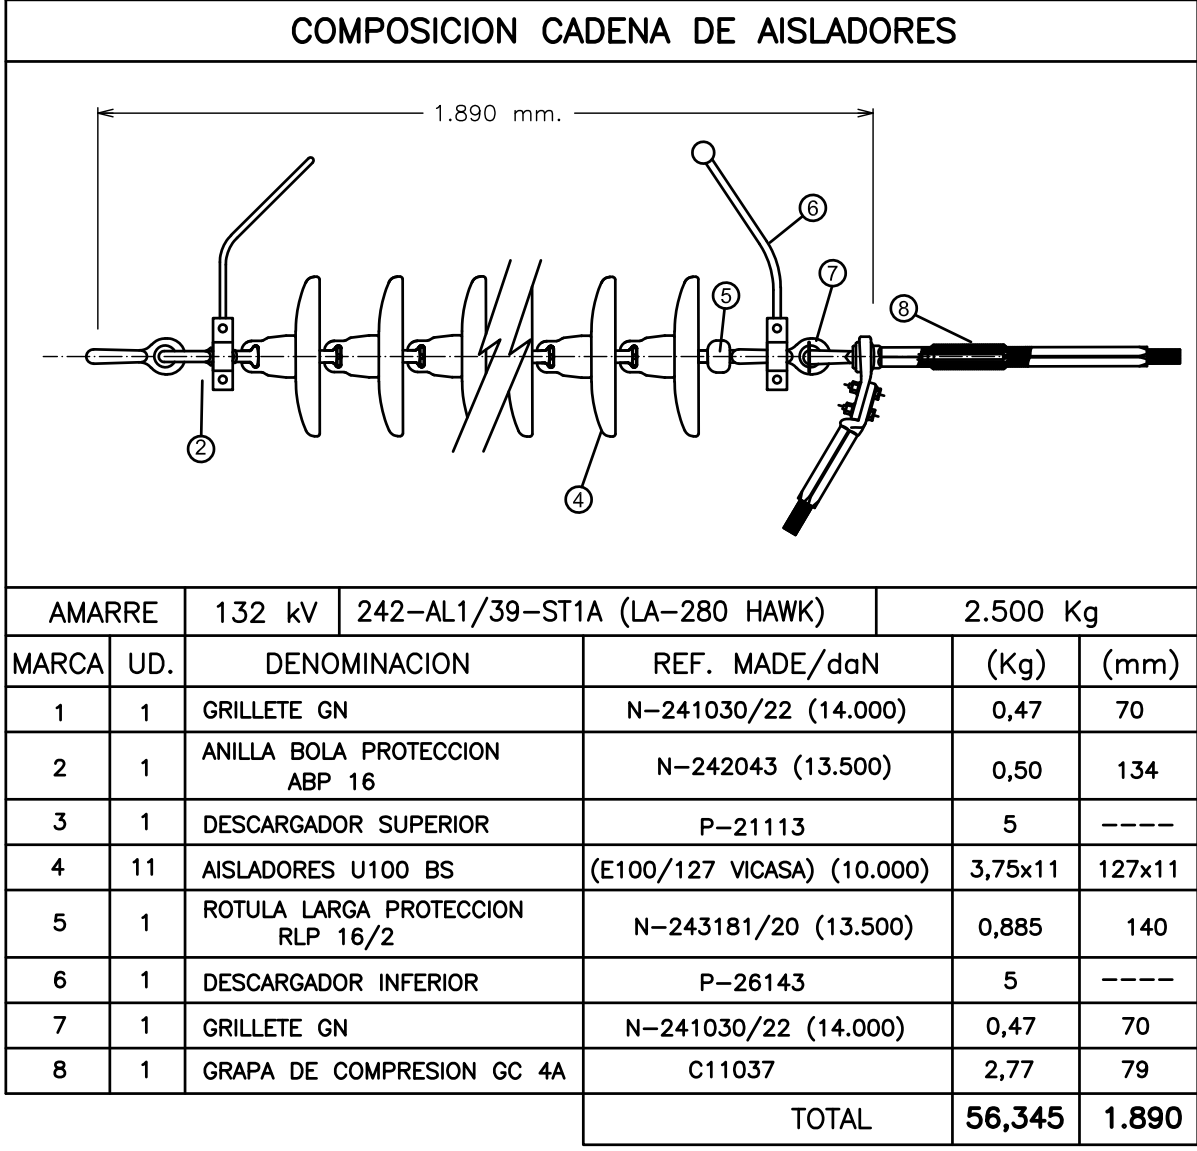 COMPOSICION CADENA DE AISLADORES
1.890 mm.
6
7
5
8
2
4
AMARRE 132 kV 242-AL1/39-ST1A (LA-280 HAWK) 2.500 Kg
MARCA UD. DENOMINACION REF. MADE/daN (Kg) (mm)
1 1 GRILLETE GN N-241030/22 (14.000) 0,47 70
2 1 ANILLA BOLA PROTECCION
ABP 16 N-242043 (13.500) 0,50 134
3 1 DESCARGADOR SUPERIOR P-21113 5 ----
4 11 AISLADORES U100 BS (E100/127 VICASA) (10.000) 3,75x11 127x11
5 1 ROTULA LARGA PROTECCION
RLP 16/2 N-243181/20 (13.500) 0,885 140
6 1 DESCARGADOR INFERIOR P-26143 5 ----
7 1 GRILLETE GN N-241030/22 (14.000) 0,47 70
8 1 GRAPA DE COMPRESION GC 4A C11037 2,77 79
TOTAL 56,345 1.890